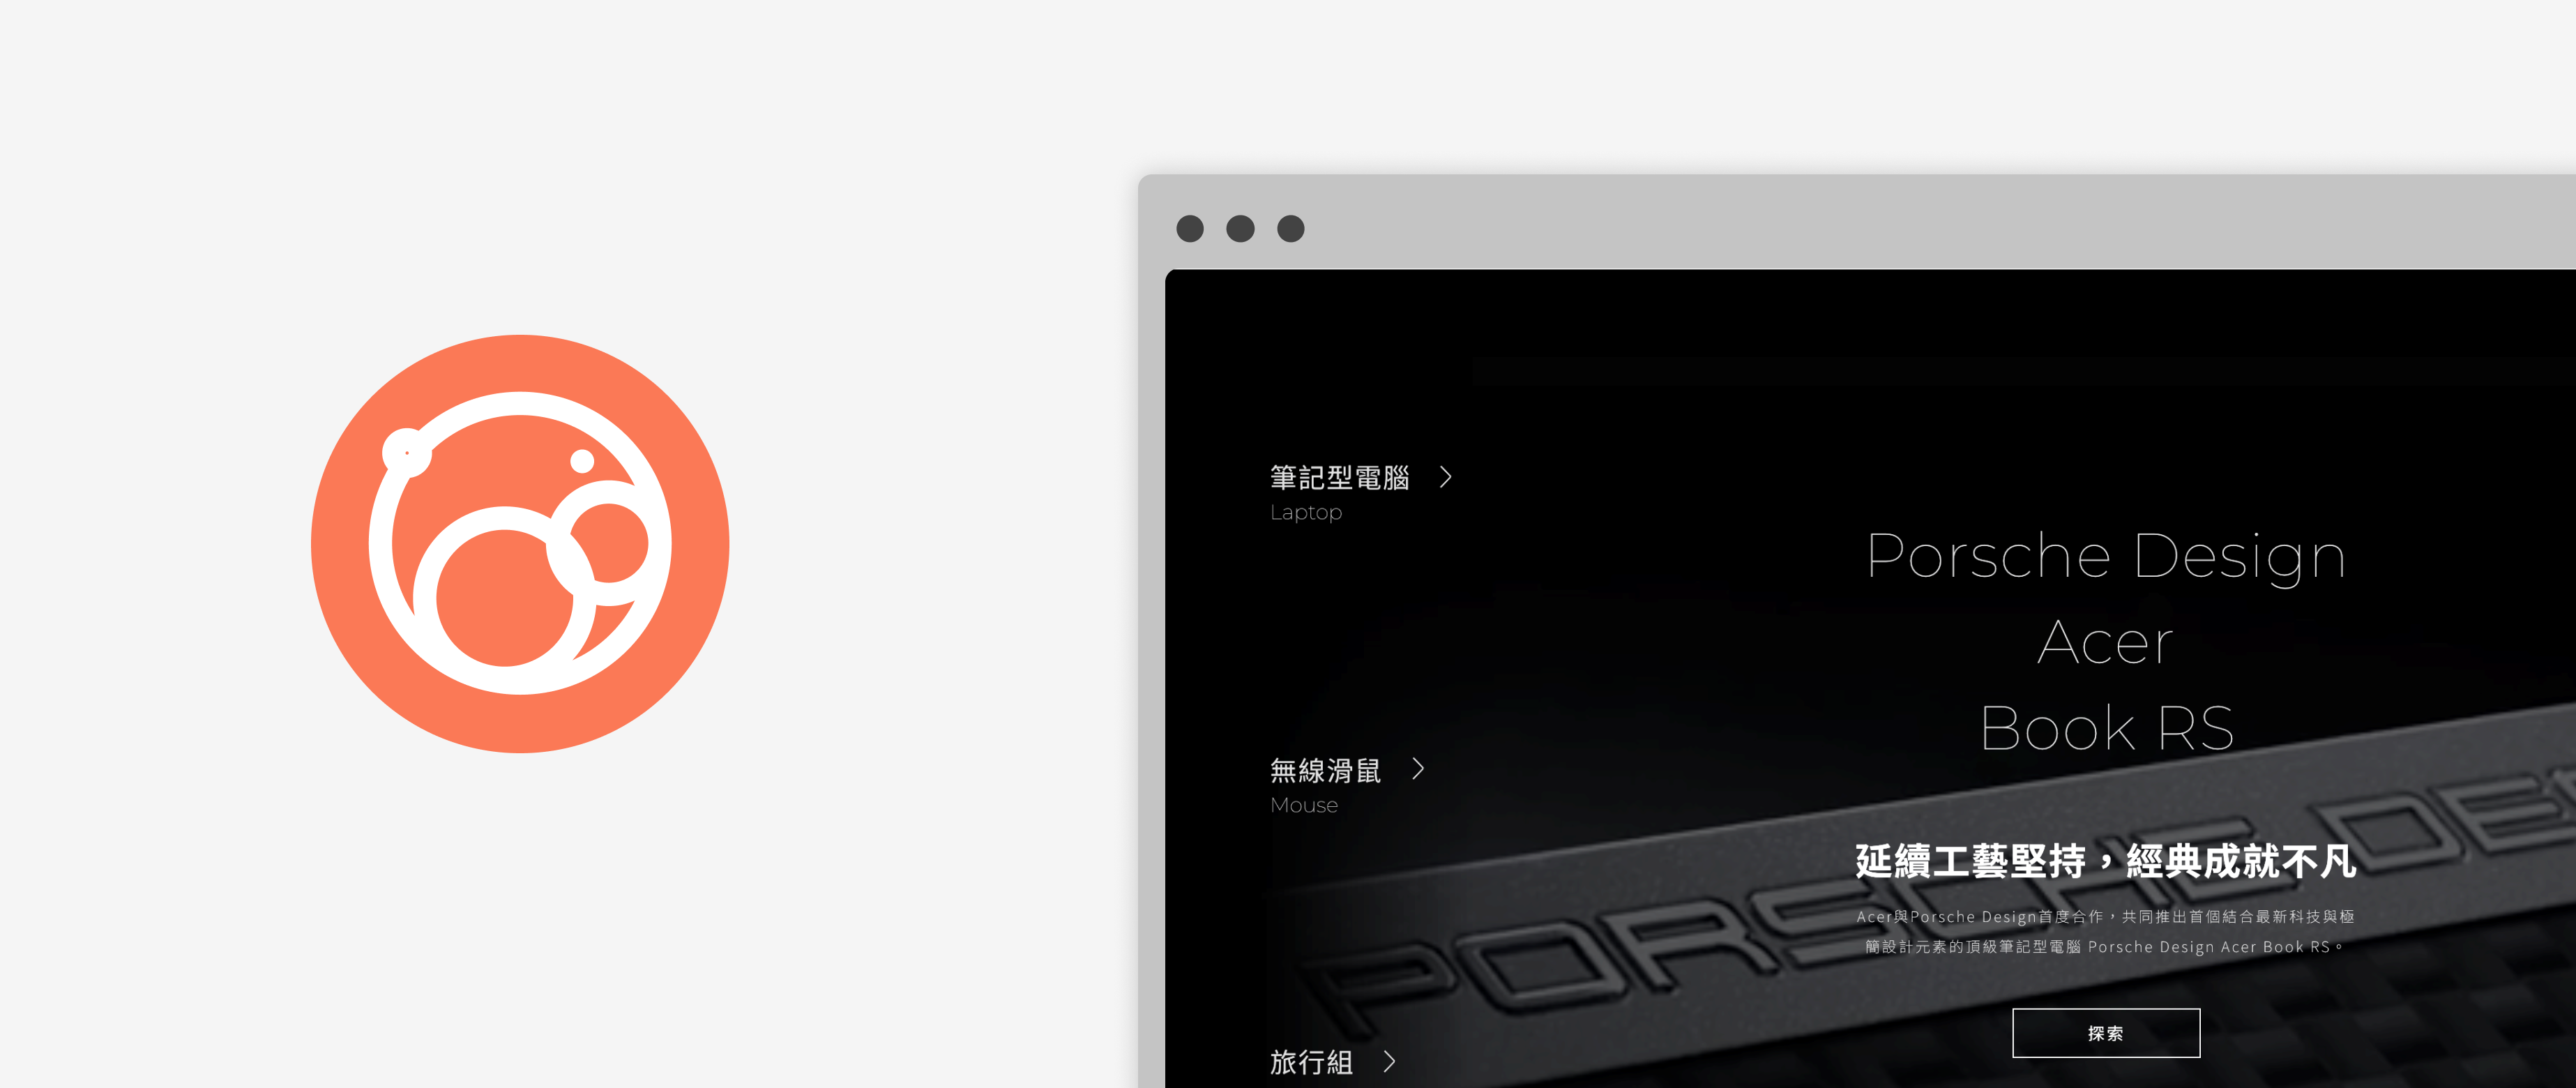 筆記型電腦
Laptop
無線滑鼠
Mouse
旅行組
Porsche Design
Acer
Book RS
延續工藝堅持，經典成就不凡
Acer與Porsche Design首度合作，共同推出首個結合最新科技與極
簡設計元素的頂級筆記型電腦 Porsche Design Acer Book RS。
探索
PORSCHE DE